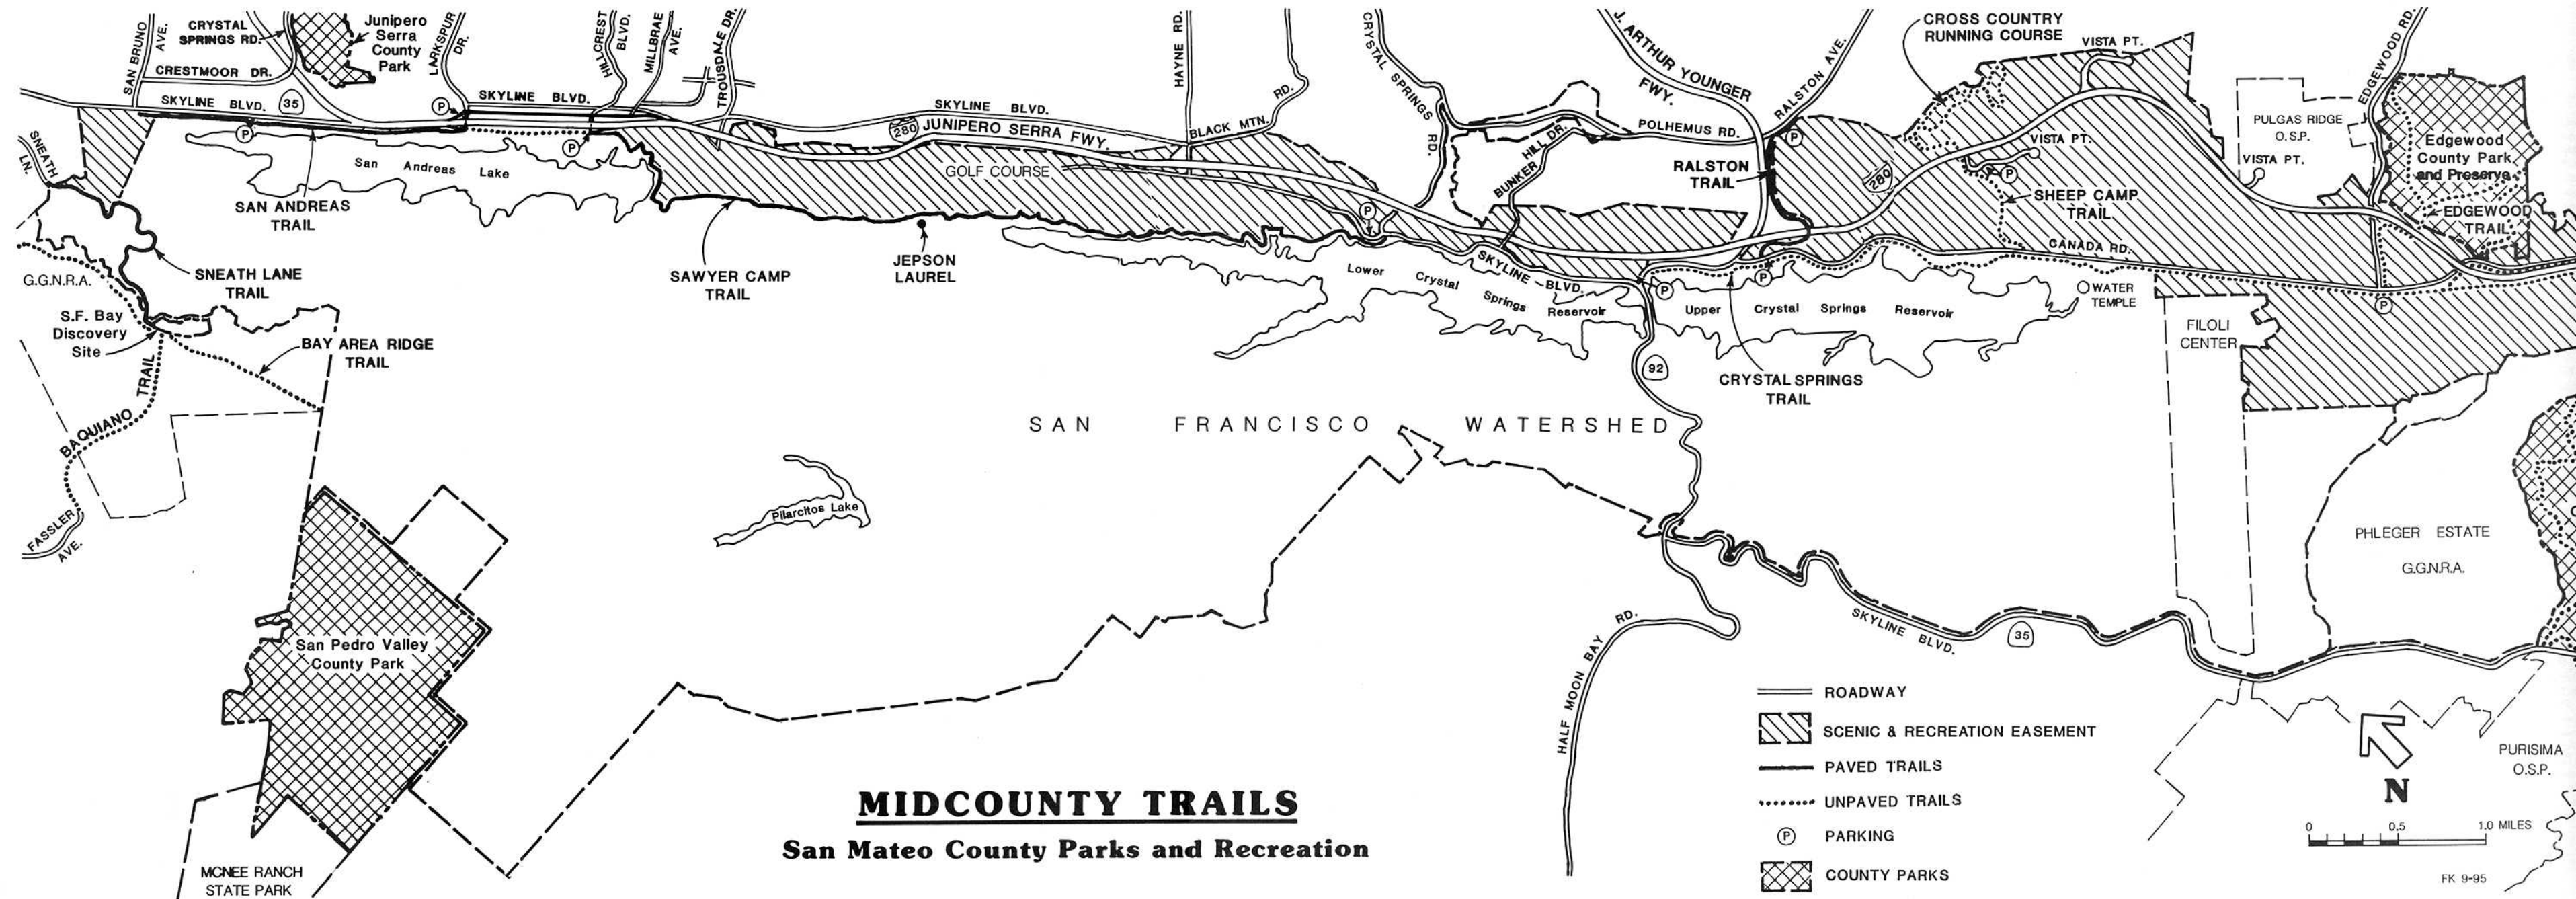 SAN BRUNO
AVE.
CRYSTAL
SPRINGS RD.
Junipero
Serra
County
Park
LARKSPUR
DR.
HILLCREST
BLVD.
MILLBRAE
AVE.
TROUSDALE DR.
HAYNE RD.
CRYSTAL SPRINGS RD.
J. ARTHUR YOUNGER
FWY.
RALSTON AVE.
CROSS COUNTRY
RUNNING COURSE
VISTA PT.
EDGEWOOD RD.
CRESTMOOR DR.
SKYLINE BLVD.
35
P
SKYLINE BLVD.
SKYLINE BLVD.
280
JUNIPERO SERRA FWY.
BLACK MTN. RD.
POLHEMUS RD.
BUNKER HILL DR.
P
PULGAS RIDGE
O.S.P.
VISTA PT.
VISTA PT.
Edgewood
County Park
and Preserve
SNEATH
LN.
P
P
San Andreas Lake
GOLF COURSE
RALSTON
TRAIL
280
P
SHEEP CAMP
TRAIL
EDGEWOOD
TRAIL
SAN ANDREAS
TRAIL
P
CANADA RD.
G.G.N.R.A.
SNEATH LANE
TRAIL
SAWYER CAMP
TRAIL
JEPSON
LAUREL
SKYLINE BLVD.
Lower Crystal Springs Reservoir
P
P
Upper Crystal Springs Reservoir
WATER
TEMPLE
P
S.F. Bay
Discovery
Site
BAY AREA RIDGE
TRAIL
FILOLI
CENTER
92
CRYSTAL SPRINGS
TRAIL
BAQUIANO TRAIL
SAN FRANCISCO WATERSHED
FASSLER
AVE.
Pilarcitos Lake
PHLEGER ESTATE
G.G.N.R.A.
San Pedro Valley
County Park
HALF MOON BAY RD.
SKYLINE BLVD.
35
ROADWAY
SCENIC & RECREATION EASEMENT
PAVED TRAILS
UNPAVED TRAILS
P PARKING
COUNTY PARKS
PURISIMA
O.S.P.
N
0 0.5 1.0 MILES
MIDCOUNTY TRAILS
San Mateo County Parks and Recreation
MCNEE RANCH
STATE PARK
FK 9-95